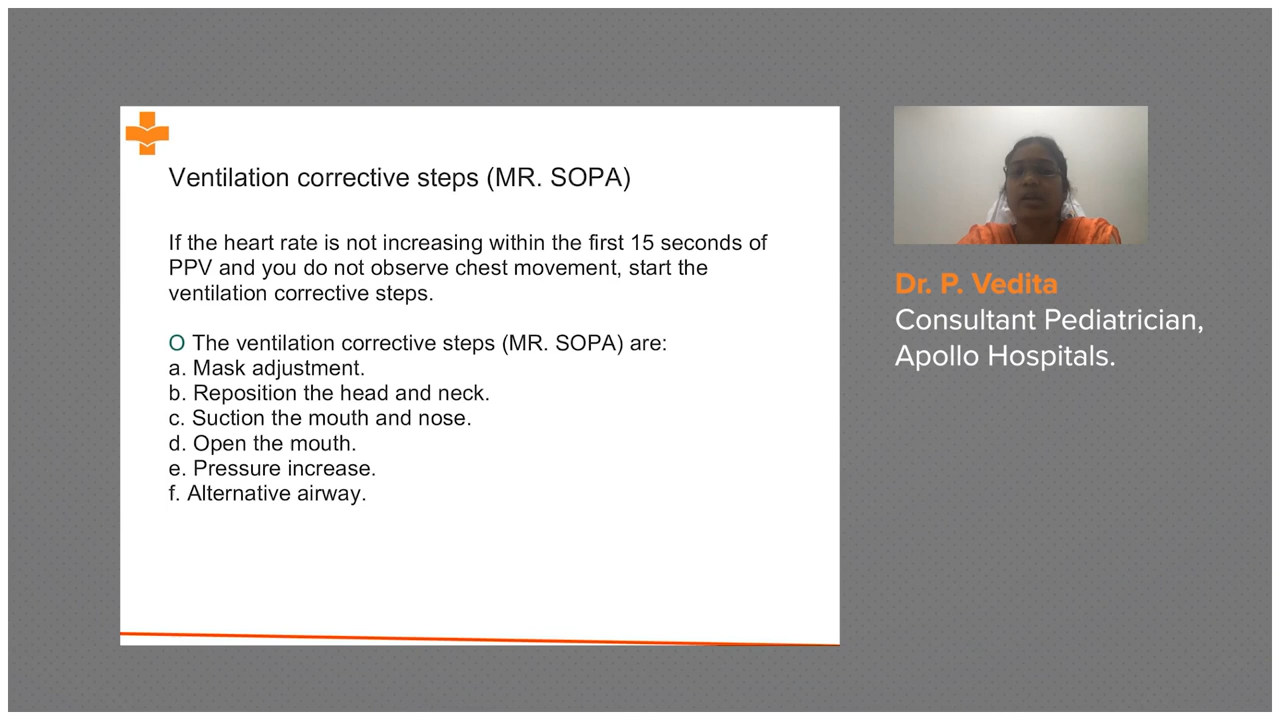 Ventilation corrective steps (MR. SOPA)
If the heart rate is not increasing within the first 15 seconds of
PPV and you do not observe chest movement, start the
ventilation corrective steps.
O The ventilation corrective steps (MR. SOPA) are:
a. Mask adjustment.
b. Reposition the head and neck.
c. Suction the mouth and nose.
d. Open the mouth.
e. Pressure increase.
f. Alternative airway.
Dr. P. Vedita
Consultant Pediatrician,
Apollo Hospitals.